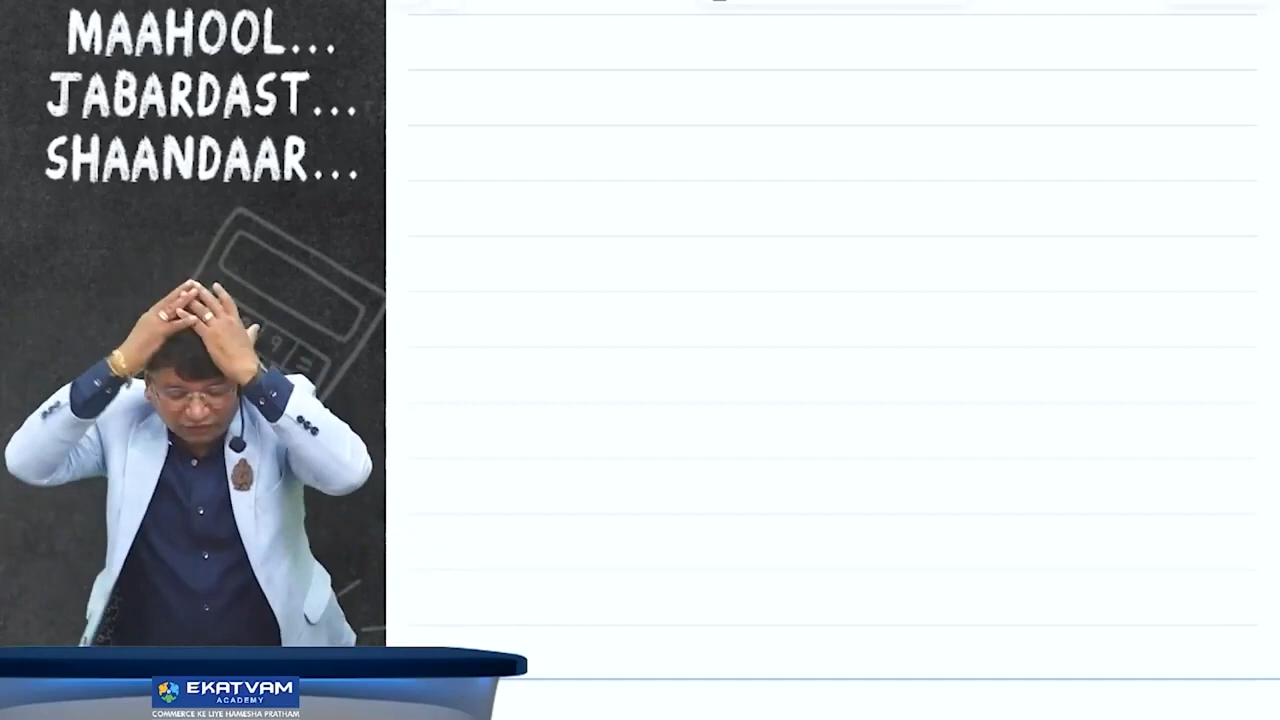 MAAHOOL...
JABARDAST...
SHAANDAAR...
EKATVAM
ACADEMY
COMMERCE KE LIYE HAMESHA PRATHAM